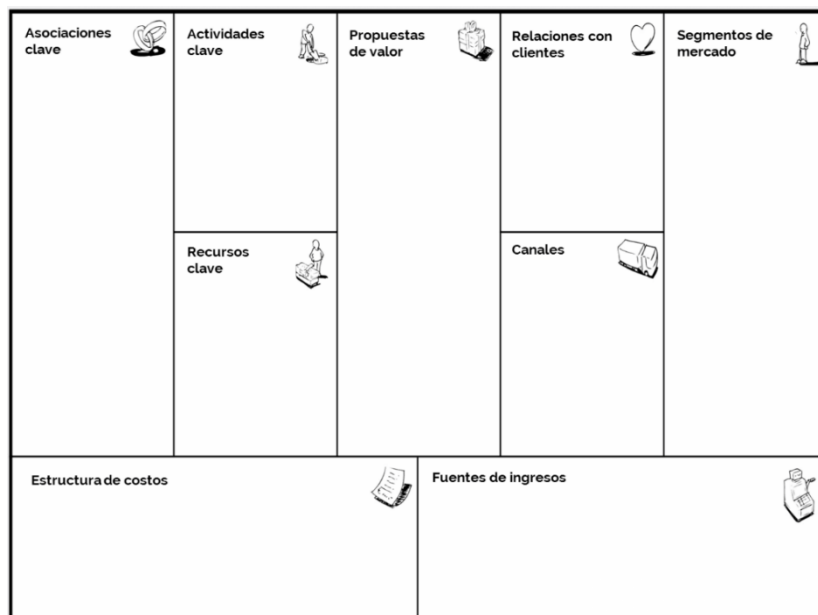 Asociaciones
clave
Actividades
clave
Propuestas
de valor
Relaciones con
clientes
Segmentos de
mercado
Recursos
clave
Canales
Estructura de costos
Fuentes de ingresos